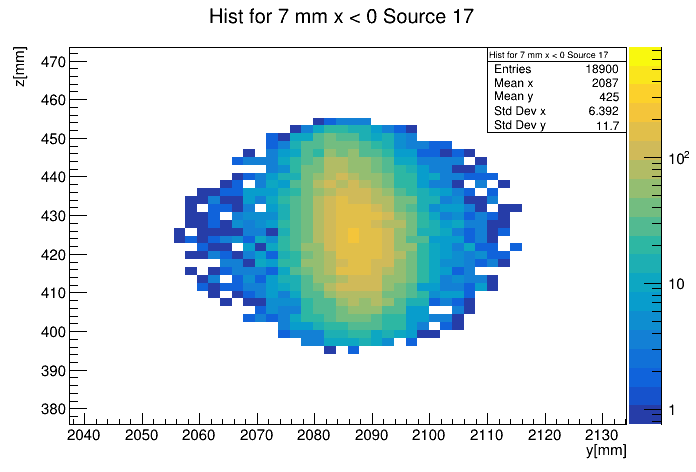 Hist for 7 mm x < 0 Source 17
z[mm]
Hist for 7 mm x < 0 Source 17
Entries 18900
Mean x 2087
Mean y 425
Std Dev x 6.392
Std Dev y 11.7
470
460
450
440
430
420
410
400
390
380
10²
10
1
2040 2050 2060 2070 2080 2090 2100 2110 2120 2130
y[mm]